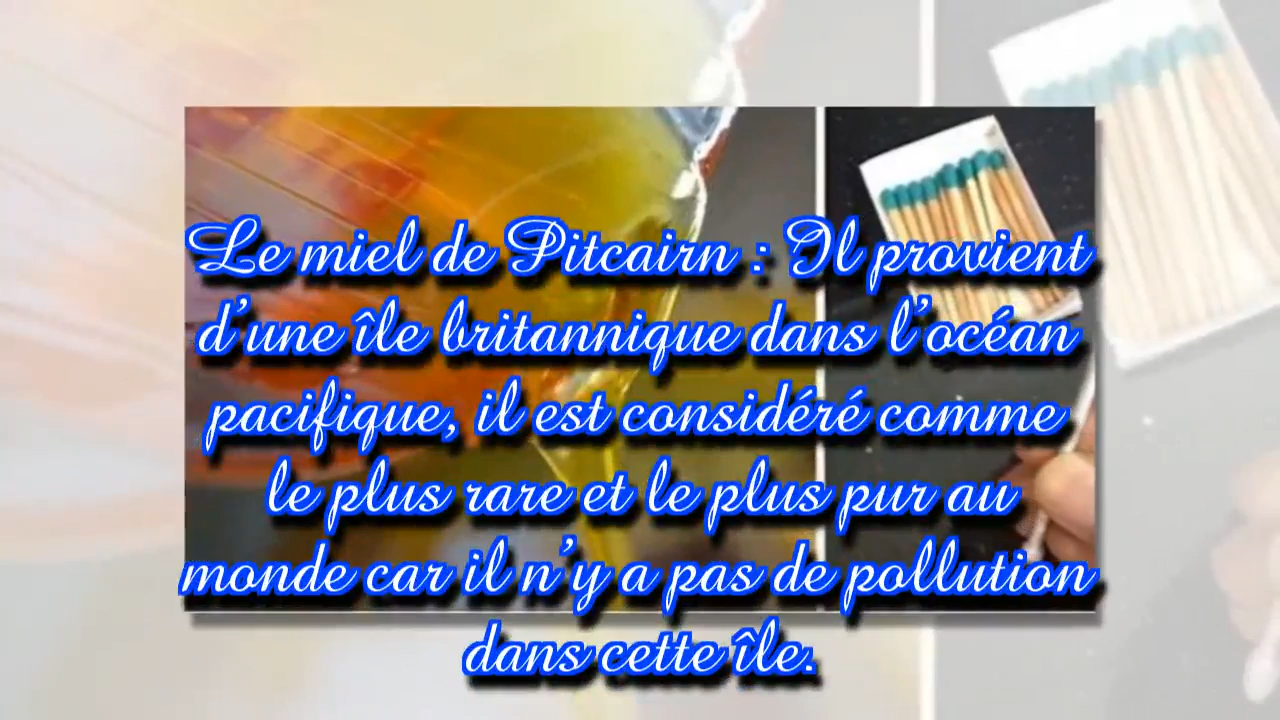 Le miel de Pitcairn : Il provient
d’une île britannique dans l’océan
pacifique, il est considéré comme
le plus rare et le plus pur au
monde car il n’y a pas de pollution
dans cette île.